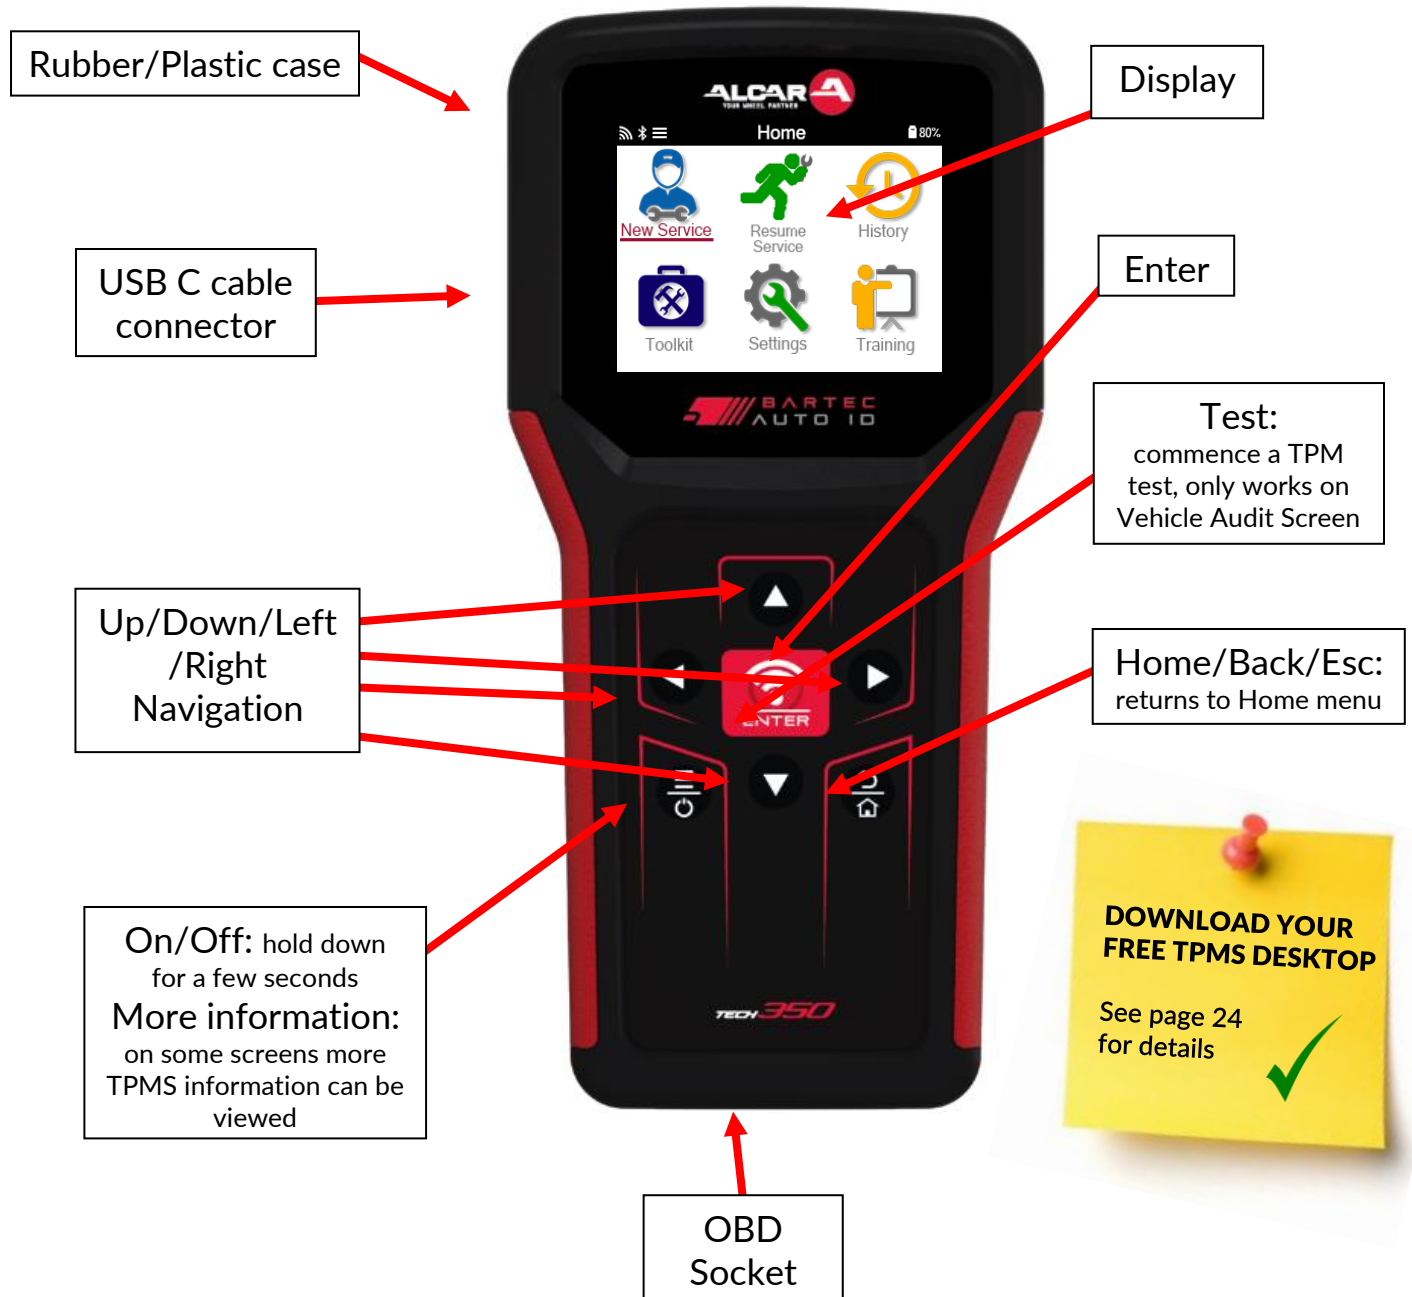 Rubber/Plastic case
Display
ALCAR A
YOUR WHEEL PARTNER
Home
80%
New Service
Resume
Service
History
Toolkit
Settings
Training
BARTEC
AUTO ID
USB C cable
connector
Enter
Test:
commence a TPM
test, only works on
Vehicle Audit Screen
Up/Down/Left
/Right
Navigation
ENTER
Home/Back/Esc:
returns to Home menu
On/Off: hold down
for a few seconds
More information:
on some screens more
TPMS information can be
viewed
TECH350
DOWNLOAD YOUR
FREE TPMS DESKTOP
See page 24
for details
OBD
Socket